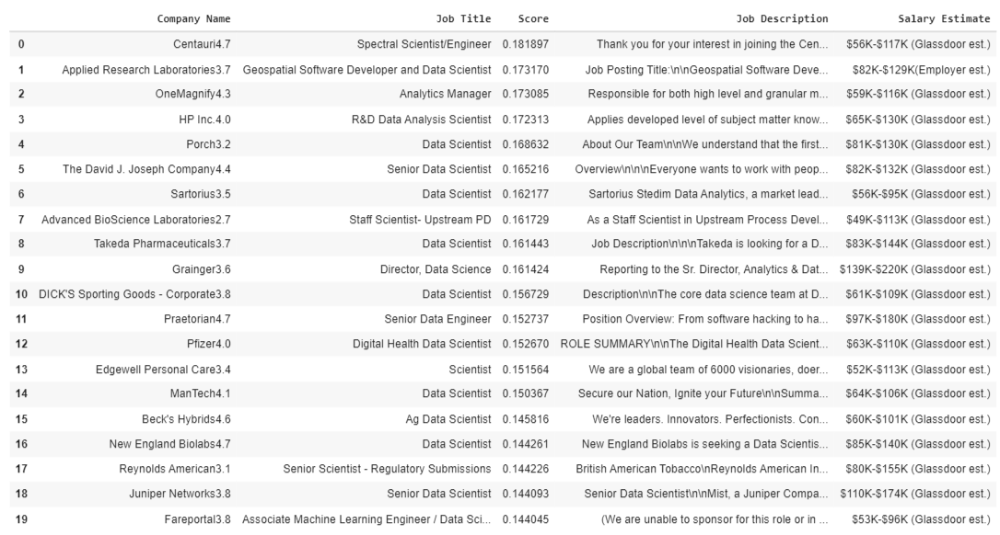 Company Name Job Title Score Job Description Salary Estimate
0 Centauri4.7 Spectral Scientist/Engineer 0.181897 Thank you for your interest in joining the Cen... $56K-$117K (Glassdoor est.)
1 Applied Research Laboratories3.7 Geospatial Software Developer and Data Scientist 0.173170 Job Posting Title:\n\nGeospatial Software Deve... $82K-$129K(Employer est.)
2 OneMagnify4.3 Analytics Manager 0.173085 Responsible for both high level and granular m... $59K-$116K (Glassdoor est.)
3 HP Inc.4.0 R&D Data Analysis Scientist 0.172313 Applies developed level of subject matter know... $65K-$130K (Glassdoor est.)
4 Porch3.2 Data Scientist 0.168632 About Our Team\n\nWe understand that the first... $81K-$130K (Glassdoor est.)
5 The David J. Joseph Company4.4 Senior Data Scientist 0.165216 Overview\n\n\nEveryone wants to work with peop... $82K-$132K (Glassdoor est.)
6 Sartorius3.5 Data Scientist 0.162177 Sartorius Stedim Data Analytics, a market lead... $56K-$95K (Glassdoor est.)
7 Advanced BioScience Laboratories2.7 Staff Scientist- Upstream PD 0.161729 As a Staff Scientist in Upstream Process Devel... $49K-$113K (Glassdoor est.)
8 Takeda Pharmaceuticals3.7 Data Scientist 0.161443 Job Description\n\n\nTakeda is looking for a D... $83K-$144K (Glassdoor est.)
9 Grainger3.6 Director, Data Science 0.161424 Reporting to the Sr. Director, Analytics & Dat... $139K-$220K (Glassdoor est.)
10 DICK'S Sporting Goods - Corporate3.8 Data Scientist 0.156729 Description\n\nThe core data science team at D... $61K-$109K (Glassdoor est.)
11 Praetorian4.7 Senior Data Engineer 0.152737 Position Overview: From software hacking to ha... $97K-$180K (Glassdoor est.)
12 Pfizer4.0 Digital Health Data Scientist 0.152670 ROLE SUMMARY\n\nThe Digital Health Data Scient... $63K-$110K (Glassdoor est.)
13 Edgewell Personal Care3.4 Scientist 0.151564 We are a global team of 6000 visionaries, doer... $52K-$113K (Glassdoor est.)
14 ManTech4.1 Data Scientist 0.150367 Secure our Nation, Ignite your Future\n\nSumma... $64K-$106K (Glassdoor est.)
15 Beck's Hybrids4.6 Ag Data Scientist 0.145816 We're leaders. Innovators. Perfectionists. Con... $60K-$101K (Glassdoor est.)
16 New England Biolabs4.7 Data Scientist 0.144261 New England Biolabs is seeking a Data Scientis... $85K-$140K (Glassdoor est.)
17 Reynolds American3.1 Senior Scientist - Regulatory Submissions 0.144226 British American Tobacco\nReynolds American In... $80K-$155K (Glassdoor est.)
18 Juniper Networks3.8 Senior Data Scientist 0.144093 Senior Data Scientist\n\nMist, a Juniper Compa... $110K-$174K (Glassdoor est.)
19 Fareportal3.8 Associate Machine Learning Engineer / Data Sci... 0.144045 (We are unable to sponsor for this role or in ... $53K-$96K (Glassdoor est.)